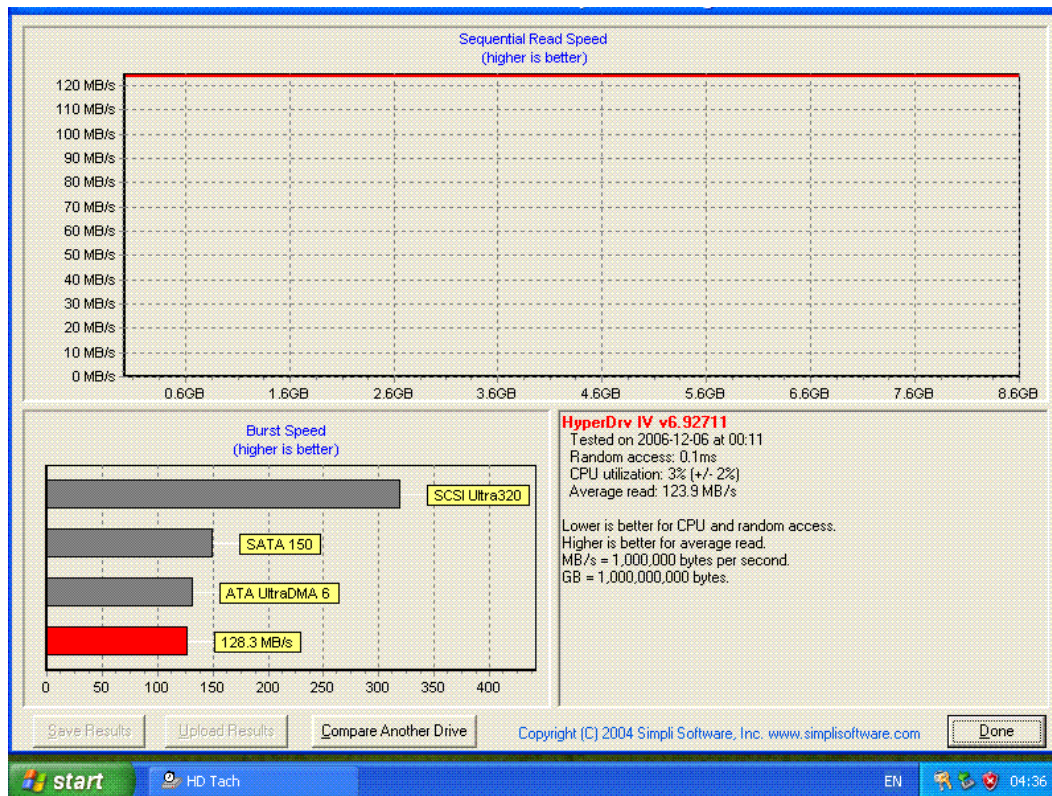 Sequential Read Speed
(higher is better)
120 MB/s
110 MB/s
100 MB/s
90 MB/s
80 MB/s
70 MB/s
60 MB/s
50 MB/s
40 MB/s
30 MB/s
20 MB/s
10 MB/s
0 MB/s
0.6GB 1.6GB 2.6GB 3.6GB 4.6GB 5.6GB 6.6GB 7.6GB 8.6GB
Burst Speed
(higher is better)
SCSI Ultra320
SATA 150
ATA UltraDMA 6
128.3 MB/s
0 50 100 150 200 250 300 350 400
HyperDrv IV v6.92711
Tested on 2006-12-06 at 00:11
Random access: 0.1ms
CPU utilization: 3% (+/- 2%)
Average read: 123.9 MB/s
Lower is better for CPU and random access.
Higher is better for average read.
MB/s = 1,000,000 bytes per second.
GB = 1,000,000,000 bytes.
Save Results Upload Results Compare Another Drive Copyright (C) 2004 Simpli Software, Inc. www.simplisoftware.com Done
start HD Tach EN 04:36